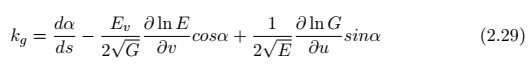 k_g = \frac{d\alpha}{ds} - \frac{E_v}{2\sqrt{G}} \frac{\partial \ln E}{\partial v} cos\alpha + \frac{1}{2\sqrt{E}} \frac{\partial \ln G}{\partial u} sin\alpha (2.29)